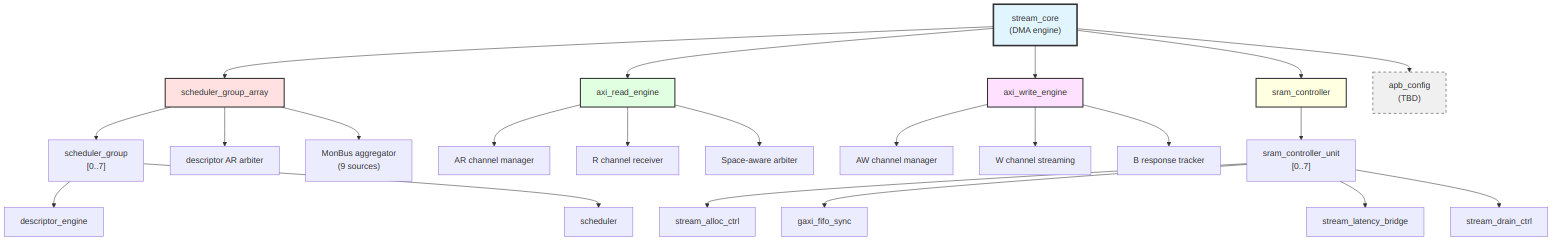 stream_core
(DMA engine)
scheduler_group_array
axi_read_engine
axi_write_engine
sram_controller
apb_config
(TBD)
scheduler_group
[0..7]
descriptor AR arbiter
MonBus aggregator
(9 sources)
AR channel manager
R channel receiver
Space-aware arbiter
AW channel manager
W channel streaming
B response tracker
sram_controller_unit
[0..7]
descriptor_engine
scheduler
stream_alloc_ctrl
gaxi_fifo_sync
stream_latency_bridge
stream_drain_ctrl